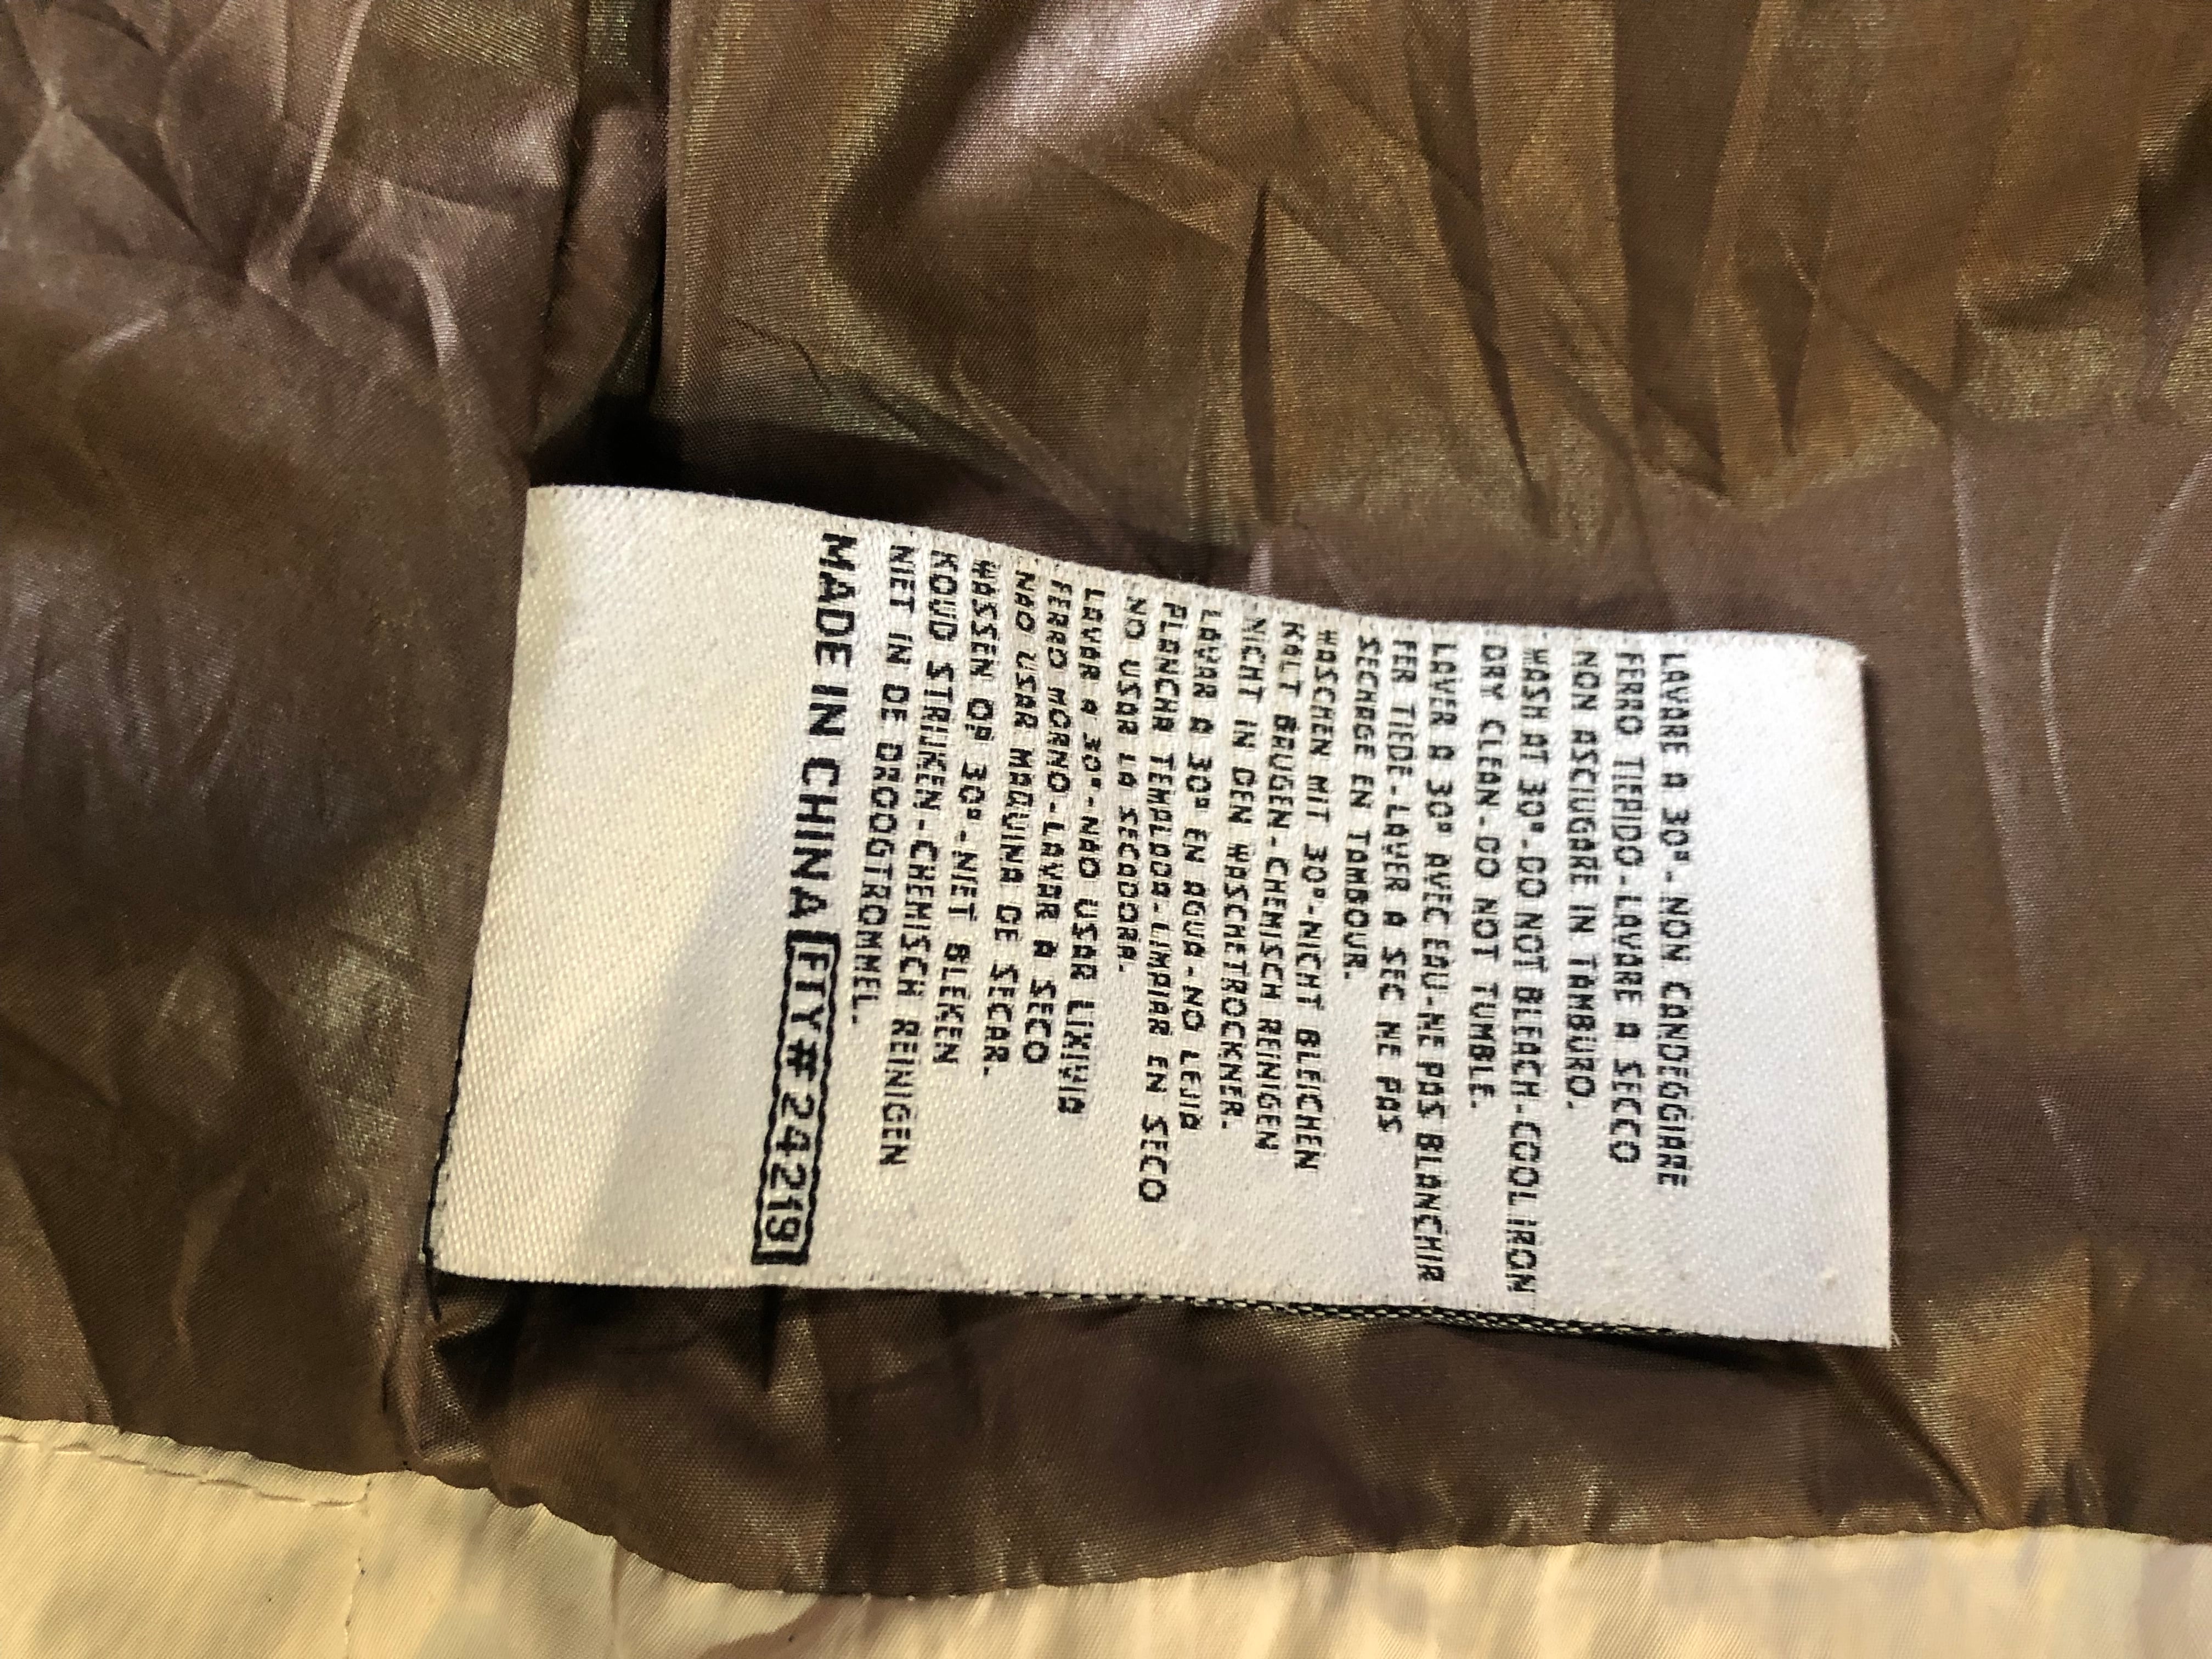 LAVARE A 30°- NON CANDEGGIARE
FERRO TIEPIDO-LAVARE A SECCO
NON ASCIUGARE IN TAMBURO.
WASH AT 30°-DO NOT BLEACH-COOL IRON
DRY CLEAN-DO NOT TUMBLE.
LAVER A 30° AVEC EAU-NE PAS BLANCHIR
FER TIEDE-LAVER A SEC NE PAS
SECHAGE EN TAMBOUR.
WASCHEN MIT 30°-NICHT BLEICHEN
KALT BAUGEN-CHEMISCH REINIGEN
NICHT IN DEN WASCHETROCKNER.
LAVAR A 30° EN AGUA-NO LEJIA
PLANCHA TEMPLADA-LIMPIAR EN SECO
NO USAR LA SECADORA.
LAVAR A 30°-NAO USAR LIXIVIA
FERRO MORNO-LAVAR A SECO
NAO USAR MAQUINA DE SECAR.
WASSEN OP 30°-NIET BLEKEN
KOUD STRIJKEN-CHEMISCH REINIGEN
NIET IN DE DROOGTROMMEL.
MADE IN CHINA FTY# 24219